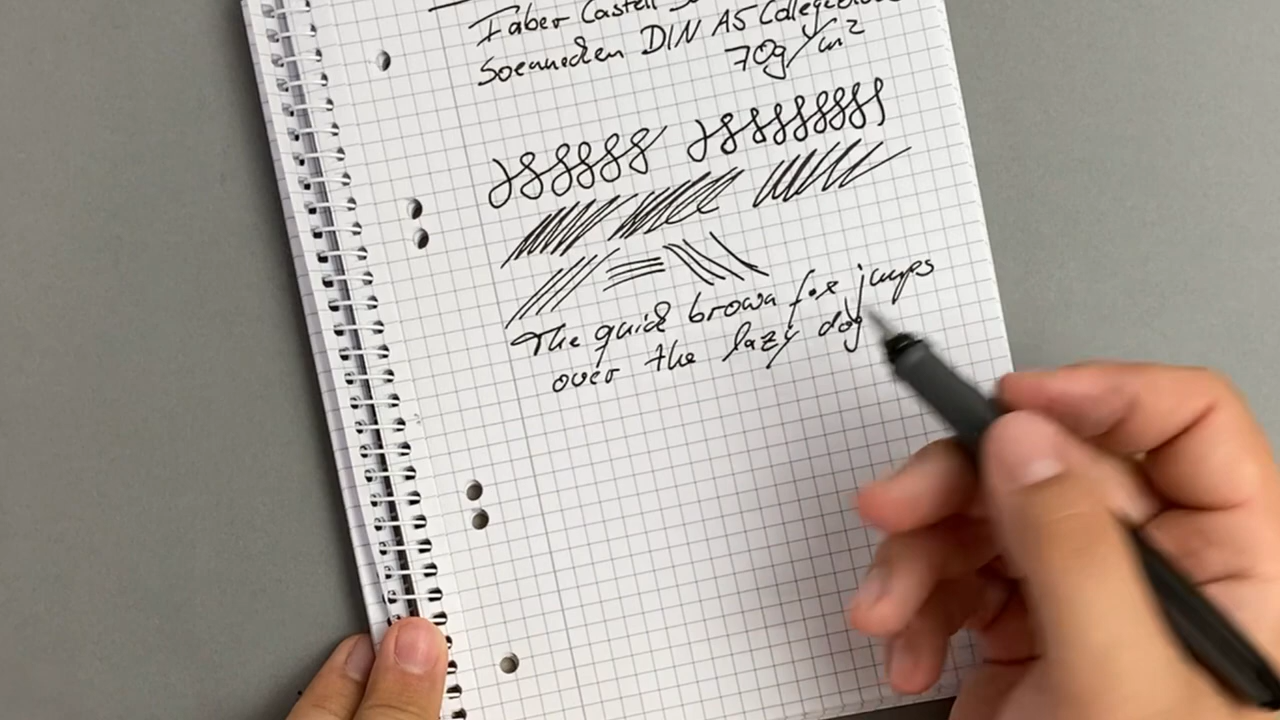 Faber Castell
Soennecken DIN A5 Collegeblock
70g/m²
The quick brown fox jumps
over the lazy dog